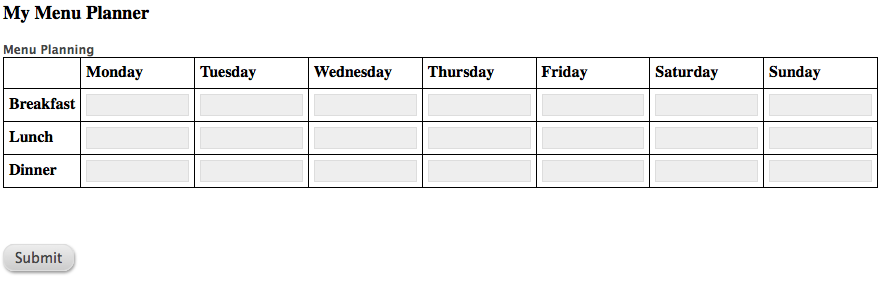 My Menu Planner
Menu Planning
Monday Tuesday Wednesday Thursday Friday Saturday Sunday
Breakfast
Lunch
Dinner
Submit